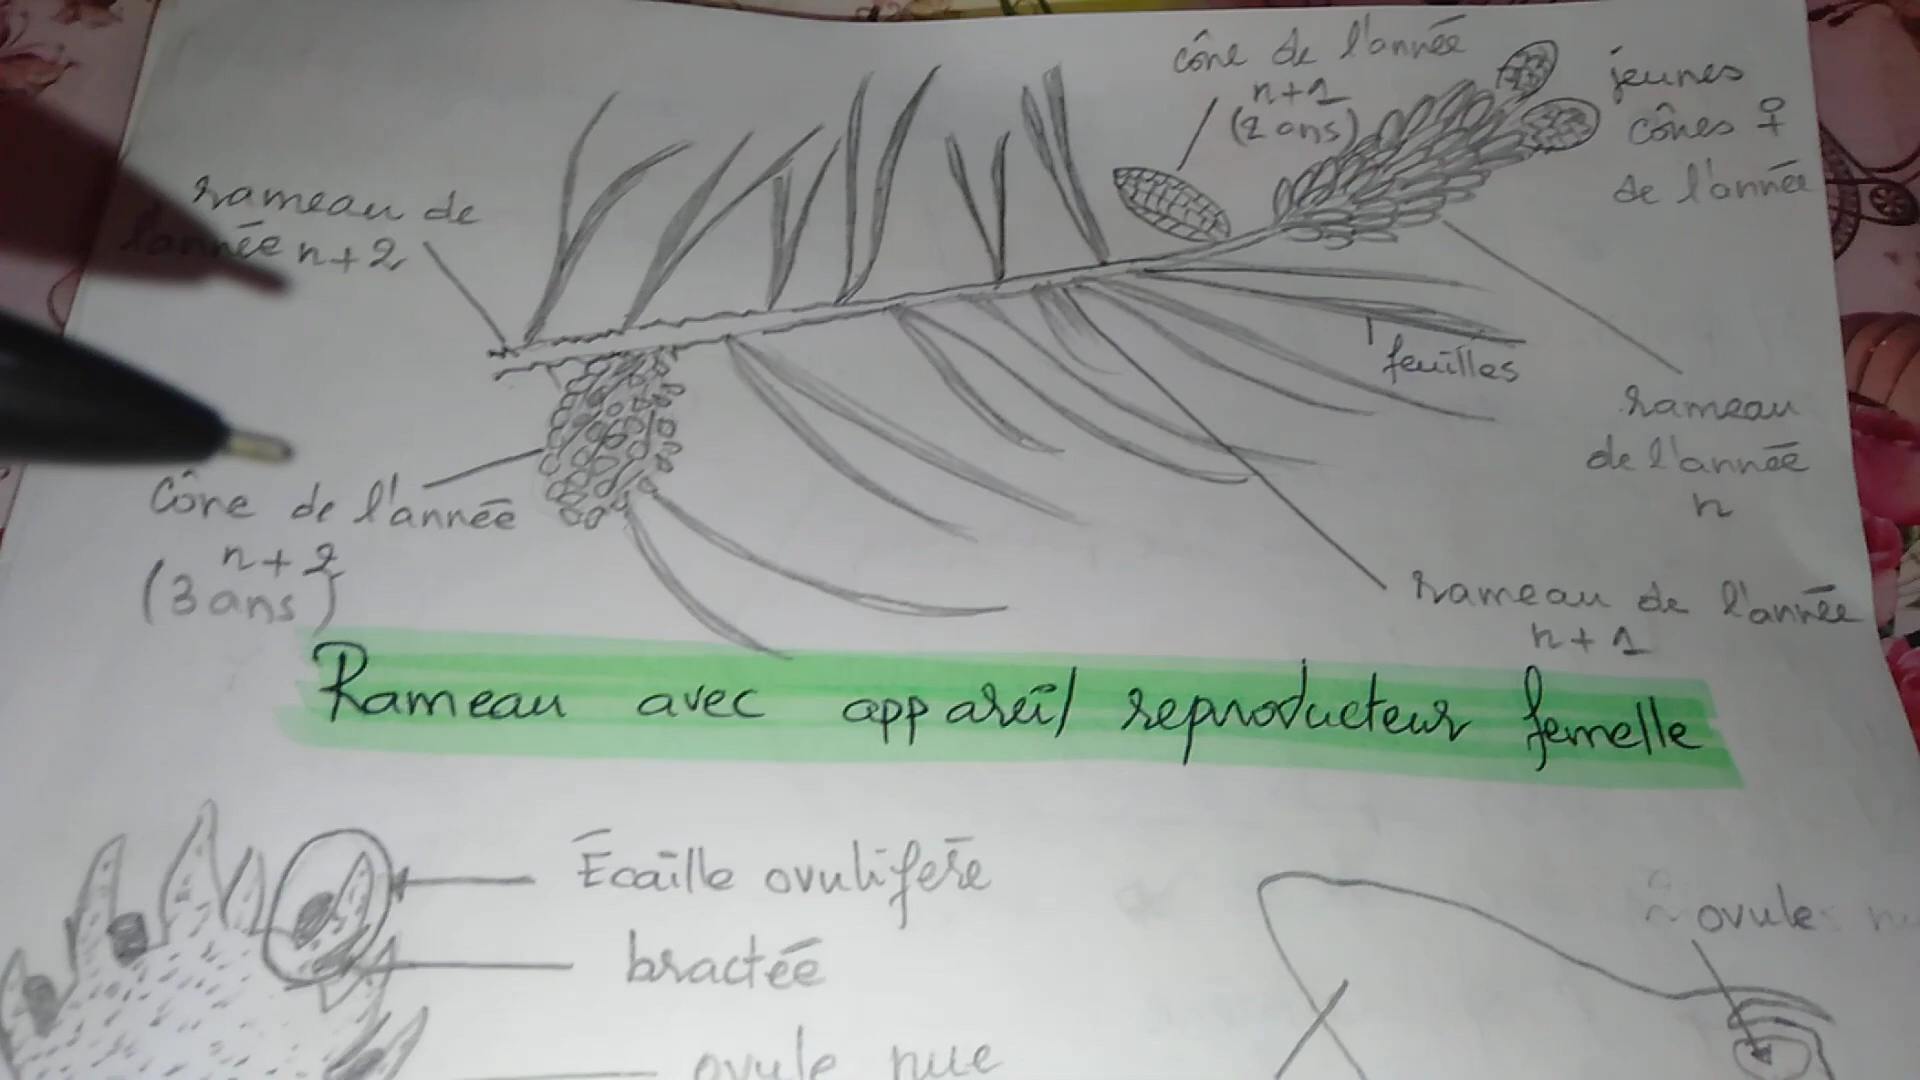 cône de l'année
n+1
(2 ans)
jeunes
cônes ♀
de l'année
rameau de
l'année n+2
feuilles
rameau
de l'année
n
cône de l'année
n+2
(3 ans)
rameau de l'année
n+1
Rameau avec appareil reproducteur femelle
Ecaille ovulifère
bractée
ovule nue
ovule